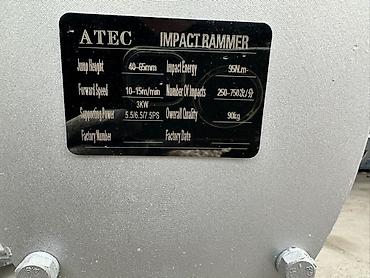 ATEC IMPACT RAMMER
Jump Height 40-65mm Impact Energy 95N.m
Forward Speed 10-15m/min Number Of Impacts 250-750次/分
Supporting Power 3KW 5.5/6.5/7.5PS Overall Quality 90kg
Factory Number Factory Date